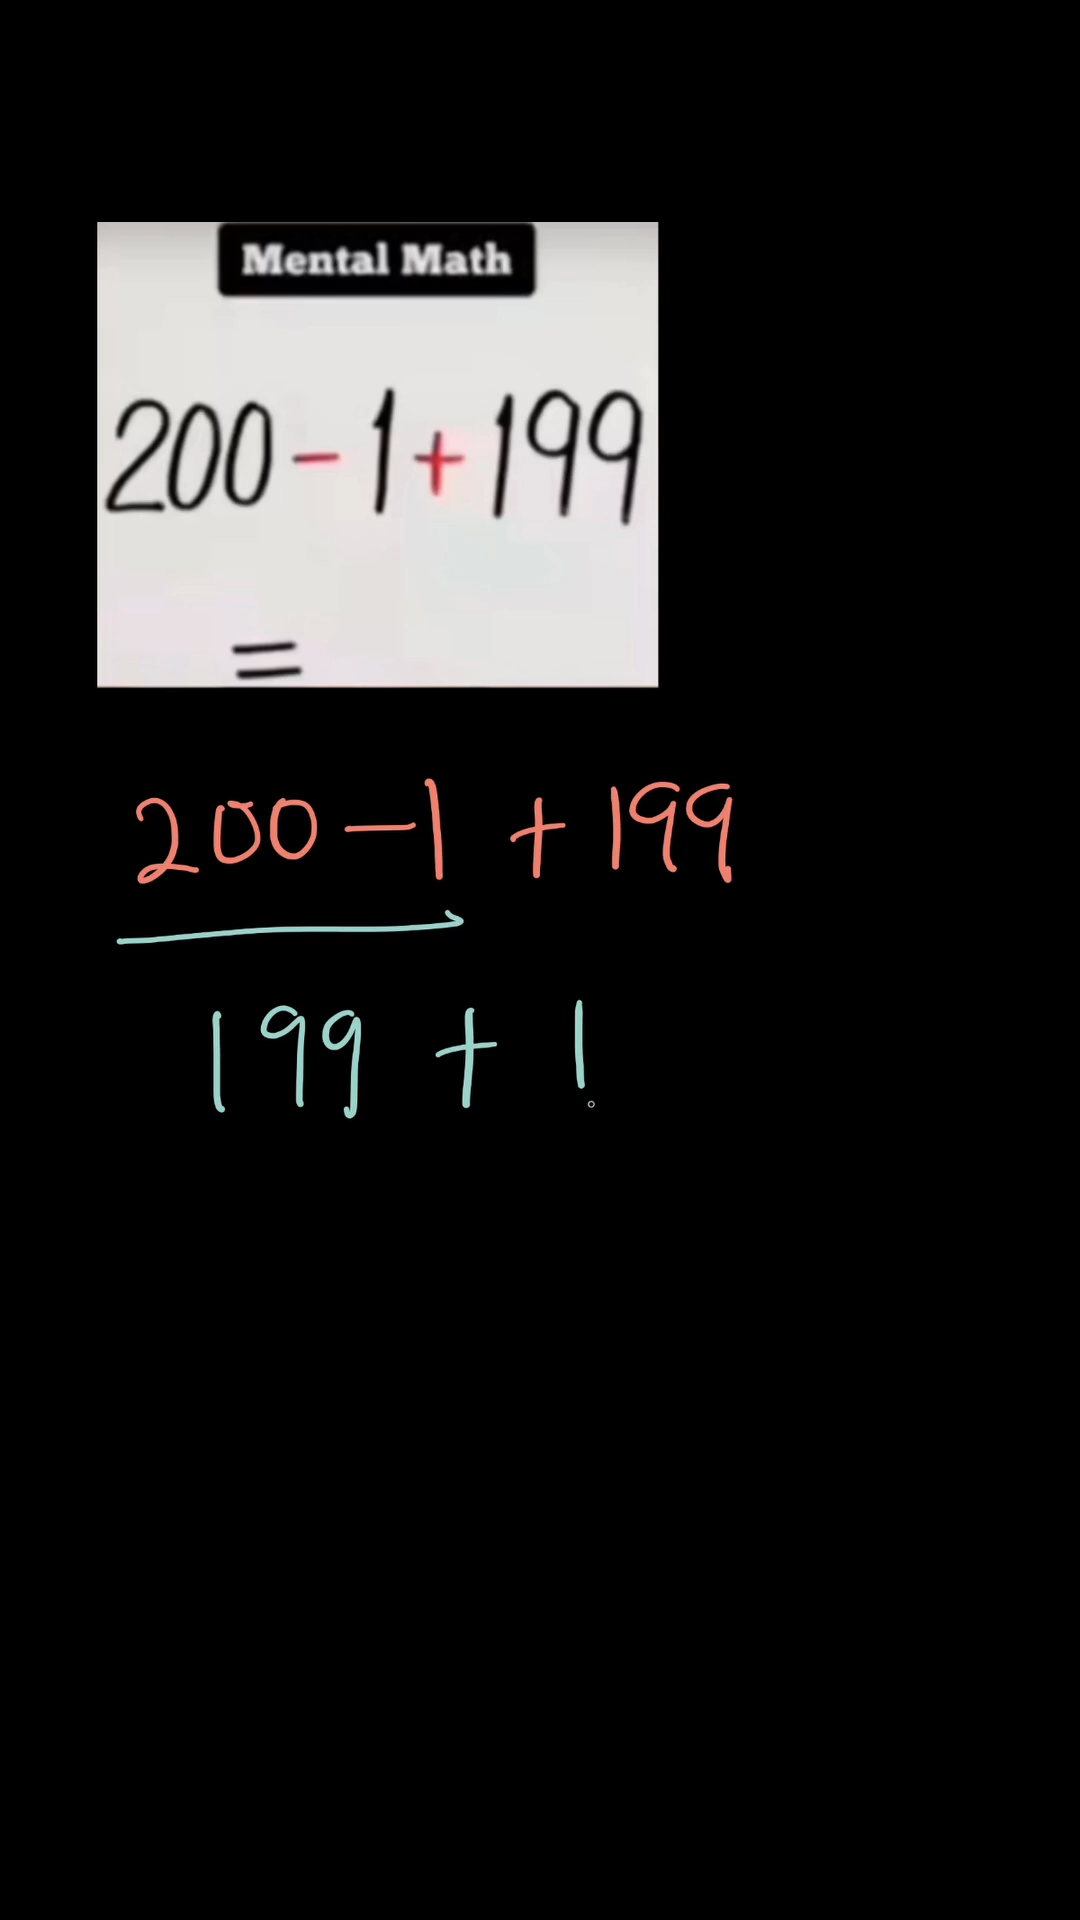 Mental Math
200 - 1 + 199
=
200 - 1 + 199
199 + 1